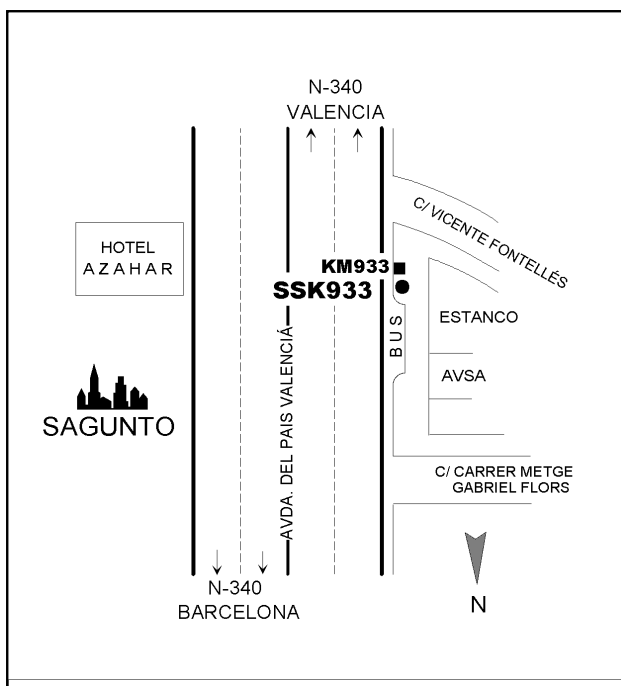 N-340
VALENCIA
C/ VICENTE FONTELLÉS
HOTEL
AZAHAR
KM933
SSK933
BUS
ESTANCO
AVSA
SAGUNTO
AVDA. DEL PAIS VALENCIÁ
C/ CARRER METGE
GABRIEL FLORS
N-340
BARCELONA
N